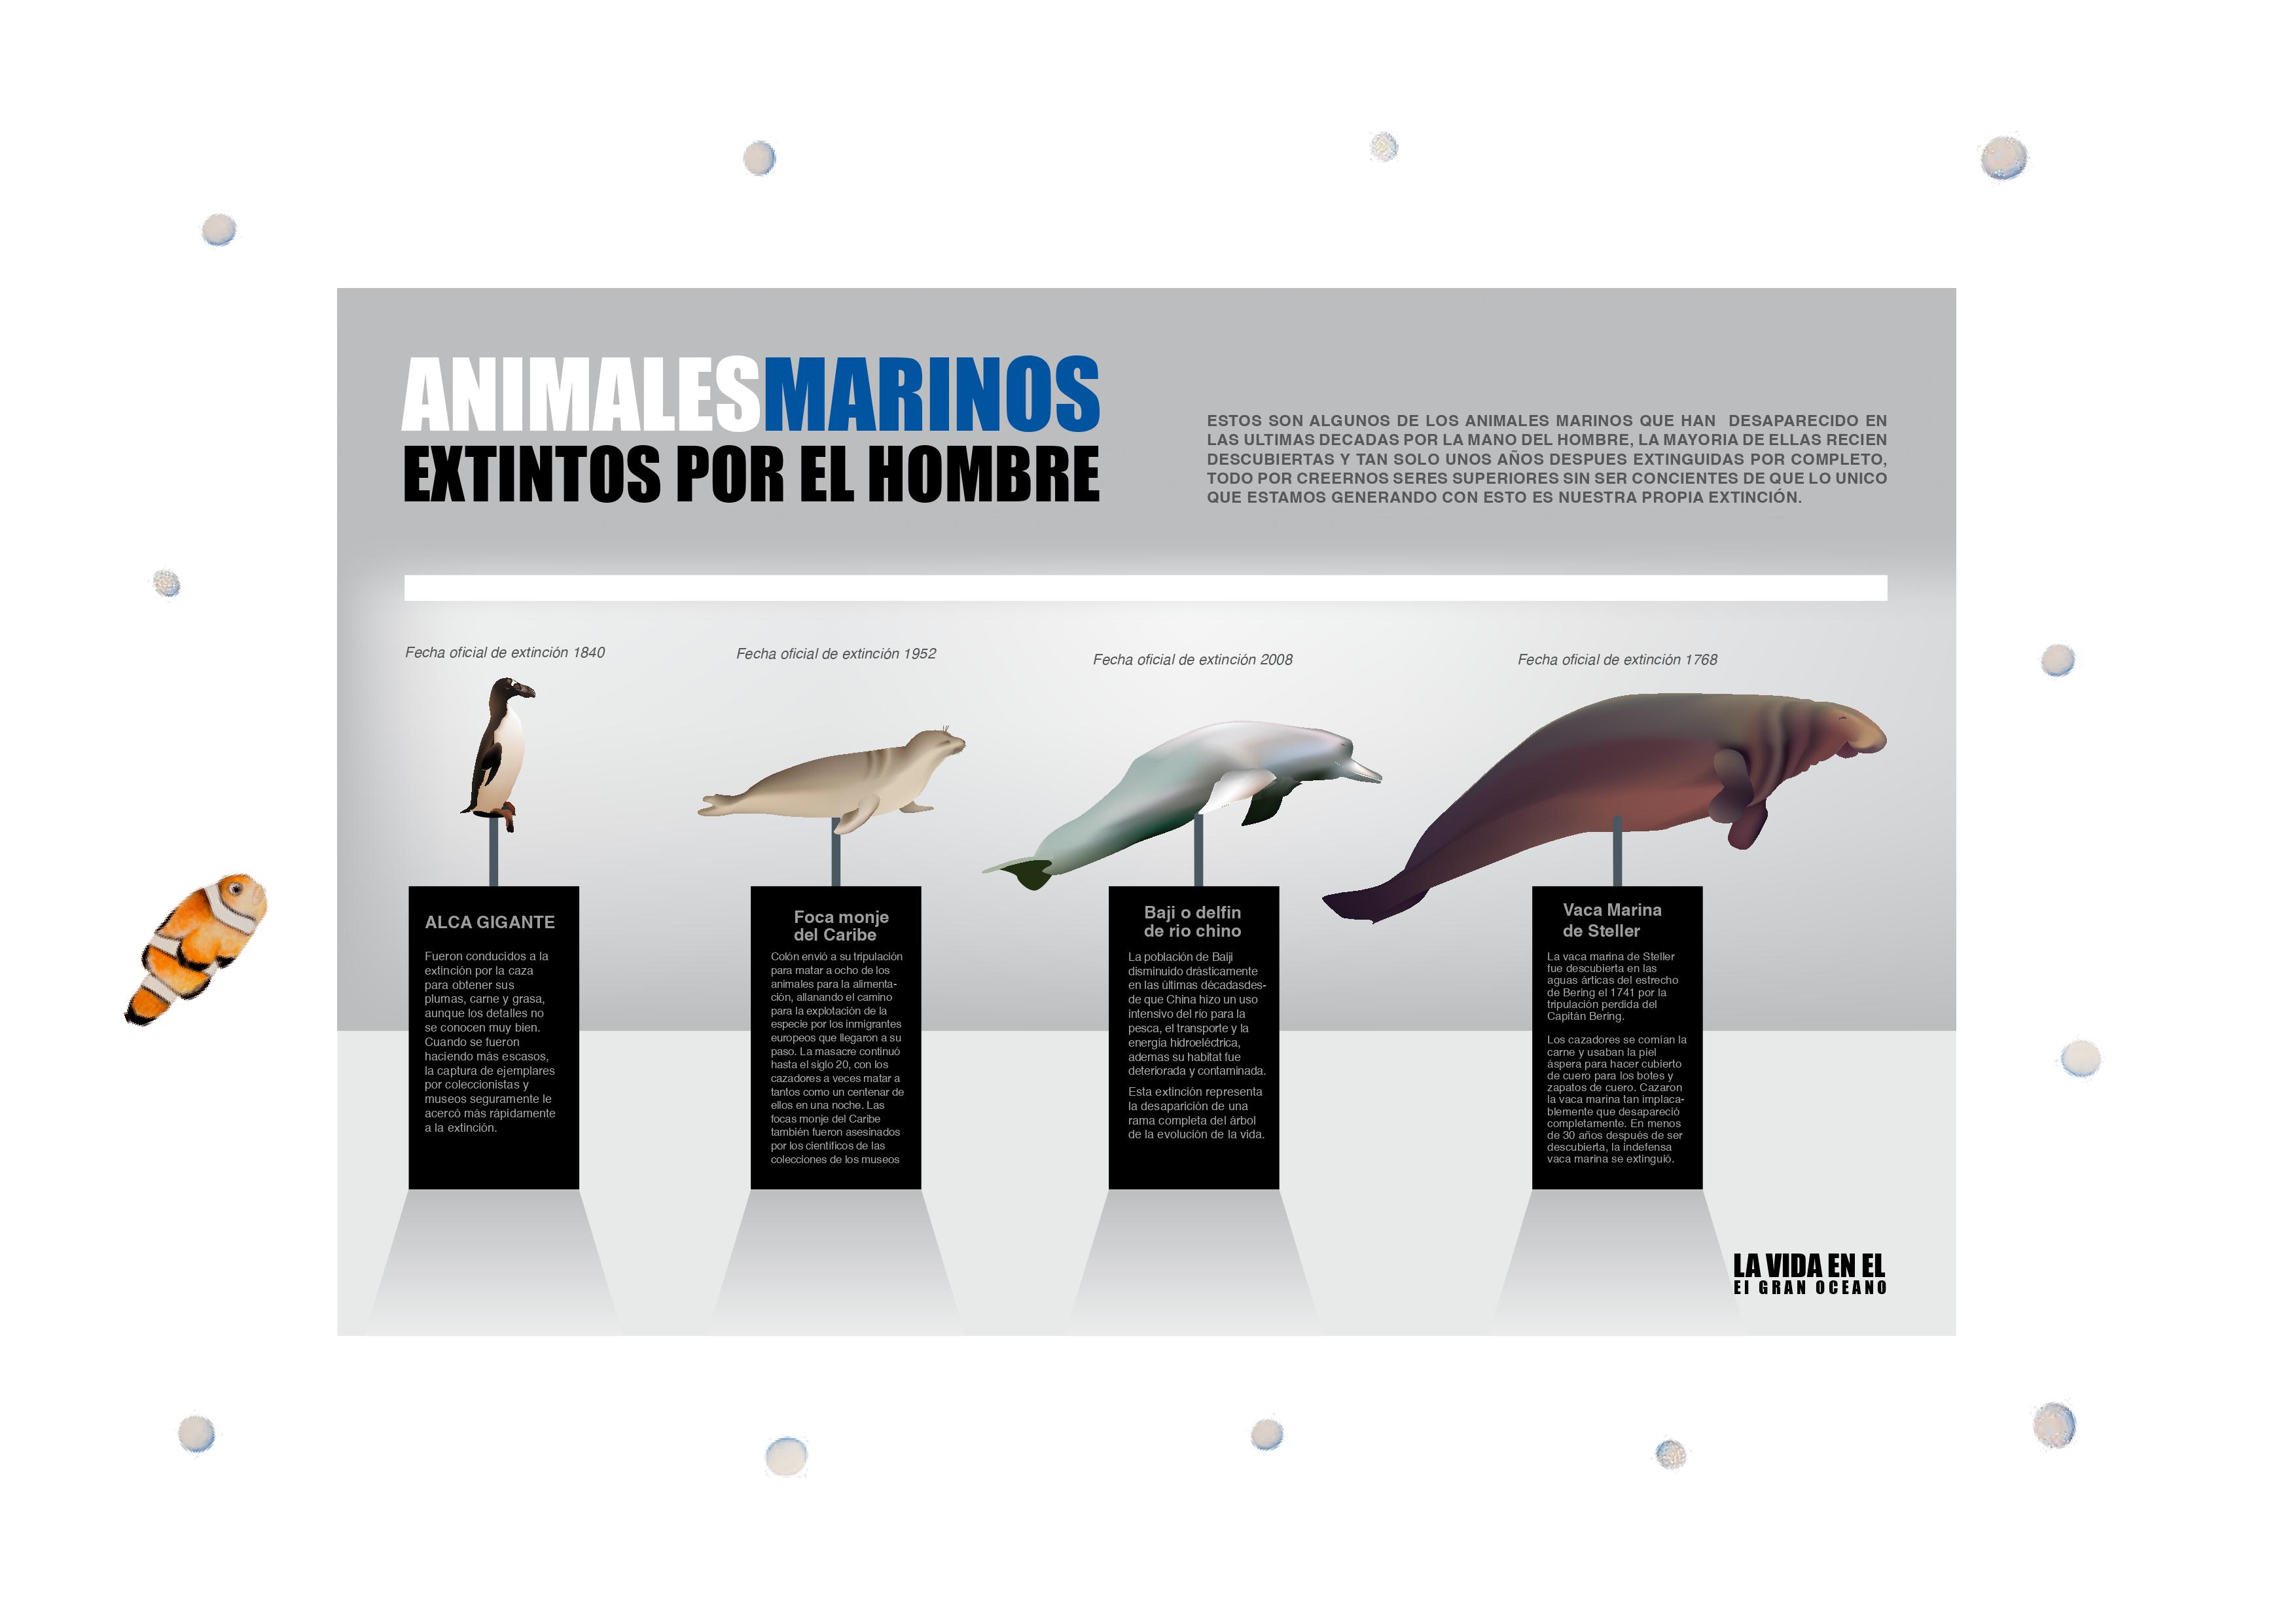 ANIMALESMARINOS
EXTINTOS POR EL HOMBRE
ESTOS SON ALGUNOS DE LOS ANIMALES MARINOS QUE HAN DESAPARECIDO EN
LAS ULTIMAS DECADAS POR LA MANO DEL HOMBRE, LA MAYORIA DE ELLAS RECIEN
DESCUBIERTAS Y TAN SOLO UNOS AÑOS DESPUES EXTINGUIDAS POR COMPLETO,
TODO POR CREERNOS SERES SUPERIORES SIN SER CONCIENTES DE QUE LO UNICO
QUE ESTAMOS GENERANDO CON ESTO ES NUESTRA PROPIA EXTINCIÓN.
Fecha oficial de extinción 1840
ALCA GIGANTE
Fueron conducidos a la
extinción por la caza
para obtener sus
plumas, carne y grasa,
aunque los detalles no
se conocen muy bien.
Cuando se fueron
haciendo más escasos,
la captura de ejemplares
por coleccionistas y
museos seguramente le
acercó más rápidamente
a la extinción.
Fecha oficial de extinción 1952
Foca monje
del Caribe
Colón envió a su tripulación
para matar a ocho de los
animales para la alimenta-
ción, allanando el camino
para la explotación de la
especie por los inmigrantes
europeos que llegaron a su
paso. La masacre continuó
hasta el siglo 20, con los
cazadores a veces matar a
tantos como un centenar de
ellos en una noche. Las
focas monje del Caribe
también fueron asesinados
por los científicos de las
colecciones de los museos
Fecha oficial de extinción 2008
Baji o delfin
de rio chino
La población de Baiji
disminuido drásticamente
en las últimas décadasdes-
de que China hizo un uso
intensivo del río para la
pesca, el transporte y la
energía hidroeléctrica,
ademas su habitat fue
deteriorada y contaminada.
Esta extinción representa
la desaparición de una
rama completa del árbol
de la evolución de la vida.
Fecha oficial de extinción 1768
Vaca Marina
de Steller
La vaca marina de Steller
fue descubierta en las
aguas árticas del estrecho
de Bering el 1741 por la
tripulación perdida del
Capitán Bering.
Los cazadores se comían la
carne y usaban la piel
áspera para hacer cubierto
de cuero para los botes y
zapatos de cuero. Cazaron
la vaca marina tan implaca-
blemente que desapareció
completamente. En menos
de 30 años después de ser
descubierta, la indefensa
vaca marina se extinguió.
LA VIDA EN EL
El GRAN OCEANO